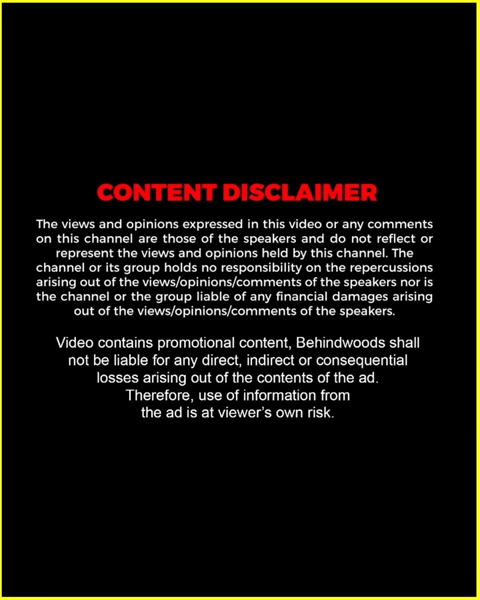 CONTENT DISCLAIMER
The views and opinions expressed in this video or any comments
on this channel are those of the speakers and do not reflect or
represent the views and opinions held by this channel. The
channel or its group holds no responsibility on the repercussions
arising out of the views/opinions/comments of the speakers nor is
the channel or the group liable of any financial damages arising
out of the views/opinions/comments of the speakers.
Video contains promotional content, Behindwoods shall
not be liable for any direct, indirect or consequential
losses arising out of the contents of the ad.
Therefore, use of information from
the ad is at viewer’s own risk.